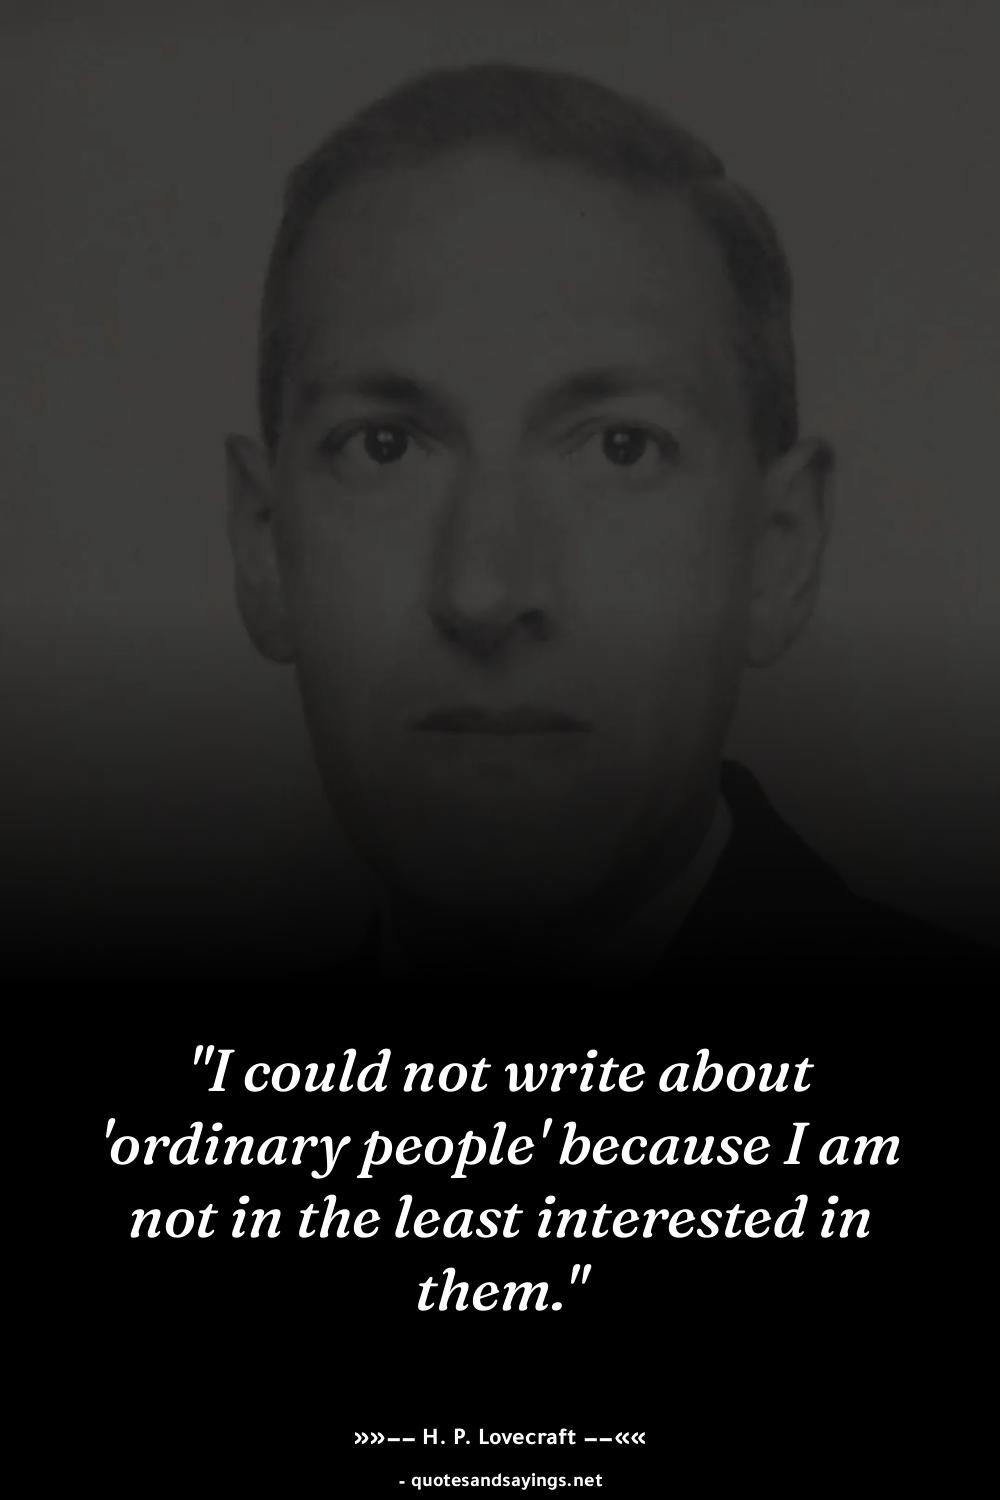 "I could not write about
'ordinary people' because I am
not in the least interested in
them."
»»–– H. P. Lovecraft ––««
- quotesandsayings.net